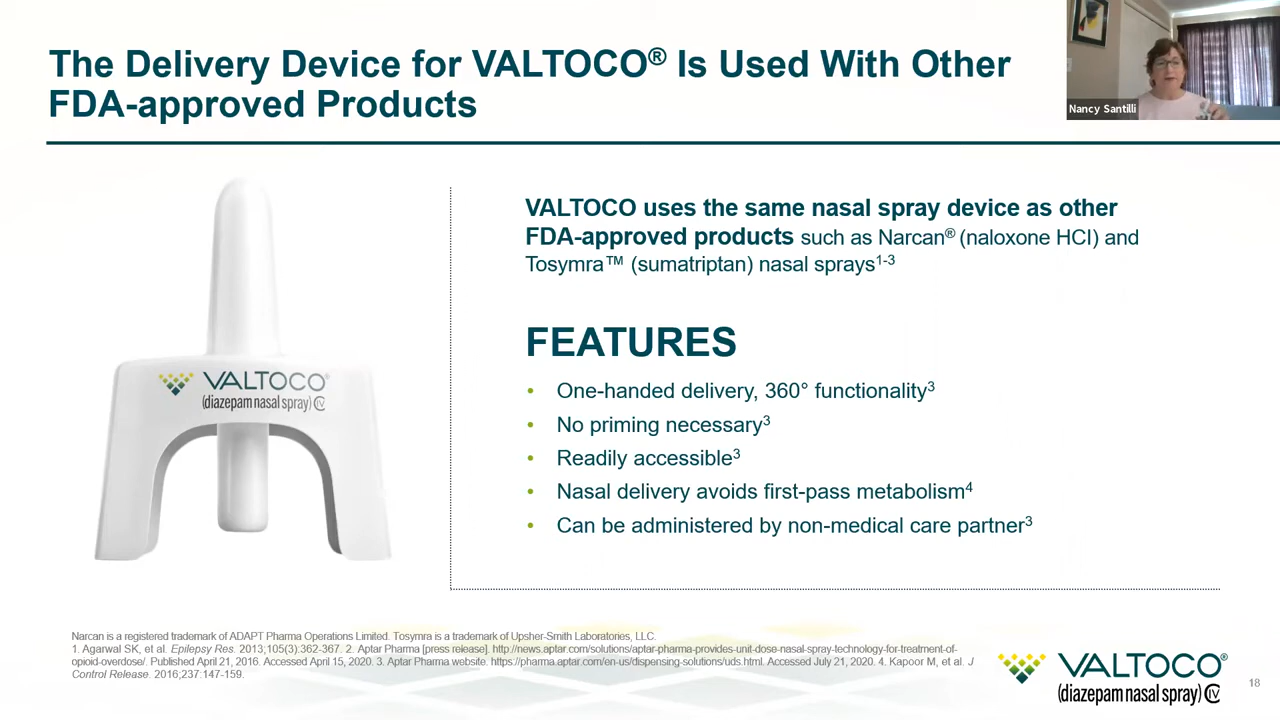 The Delivery Device for VALTOCO® Is Used With Other
FDA-approved Products
Nancy Santilli
VALTOCO®
(diazepam nasal spray) CIV
VALTOCO uses the same nasal spray device as other
FDA-approved products such as Narcan® (naloxone HCl) and
Tosymra™ (sumatriptan) nasal sprays1-3
FEATURES
• One-handed delivery, 360° functionality3
• No priming necessary3
• Readily accessible3
• Nasal delivery avoids first-pass metabolism4
• Can be administered by non-medical care partner3
Narcan is a registered trademark of ADAPT Pharma Operations Limited. Tosymra is a trademark of Upsher-Smith Laboratories, LLC.
1. Agarwal SK, et al. Epilepsy Res. 2013;105(3):362-367. 2. Aptar Pharma [press release]. http://news.aptar.com/solutions/aptar-pharma-provides-unit-dose-nasal-spray-technology-for-treatment-of-
opioid-overdose/. Published April 21, 2016. Accessed April 15, 2020. 3. Aptar Pharma website. https://pharma.aptar.com/en-us/dispensing-solutions/uds.html. Accessed July 21, 2020. 4. Kapoor M, et al. J
Control Release. 2016;237:147-159.
VALTOCO®
(diazepam nasal spray) CIV
18